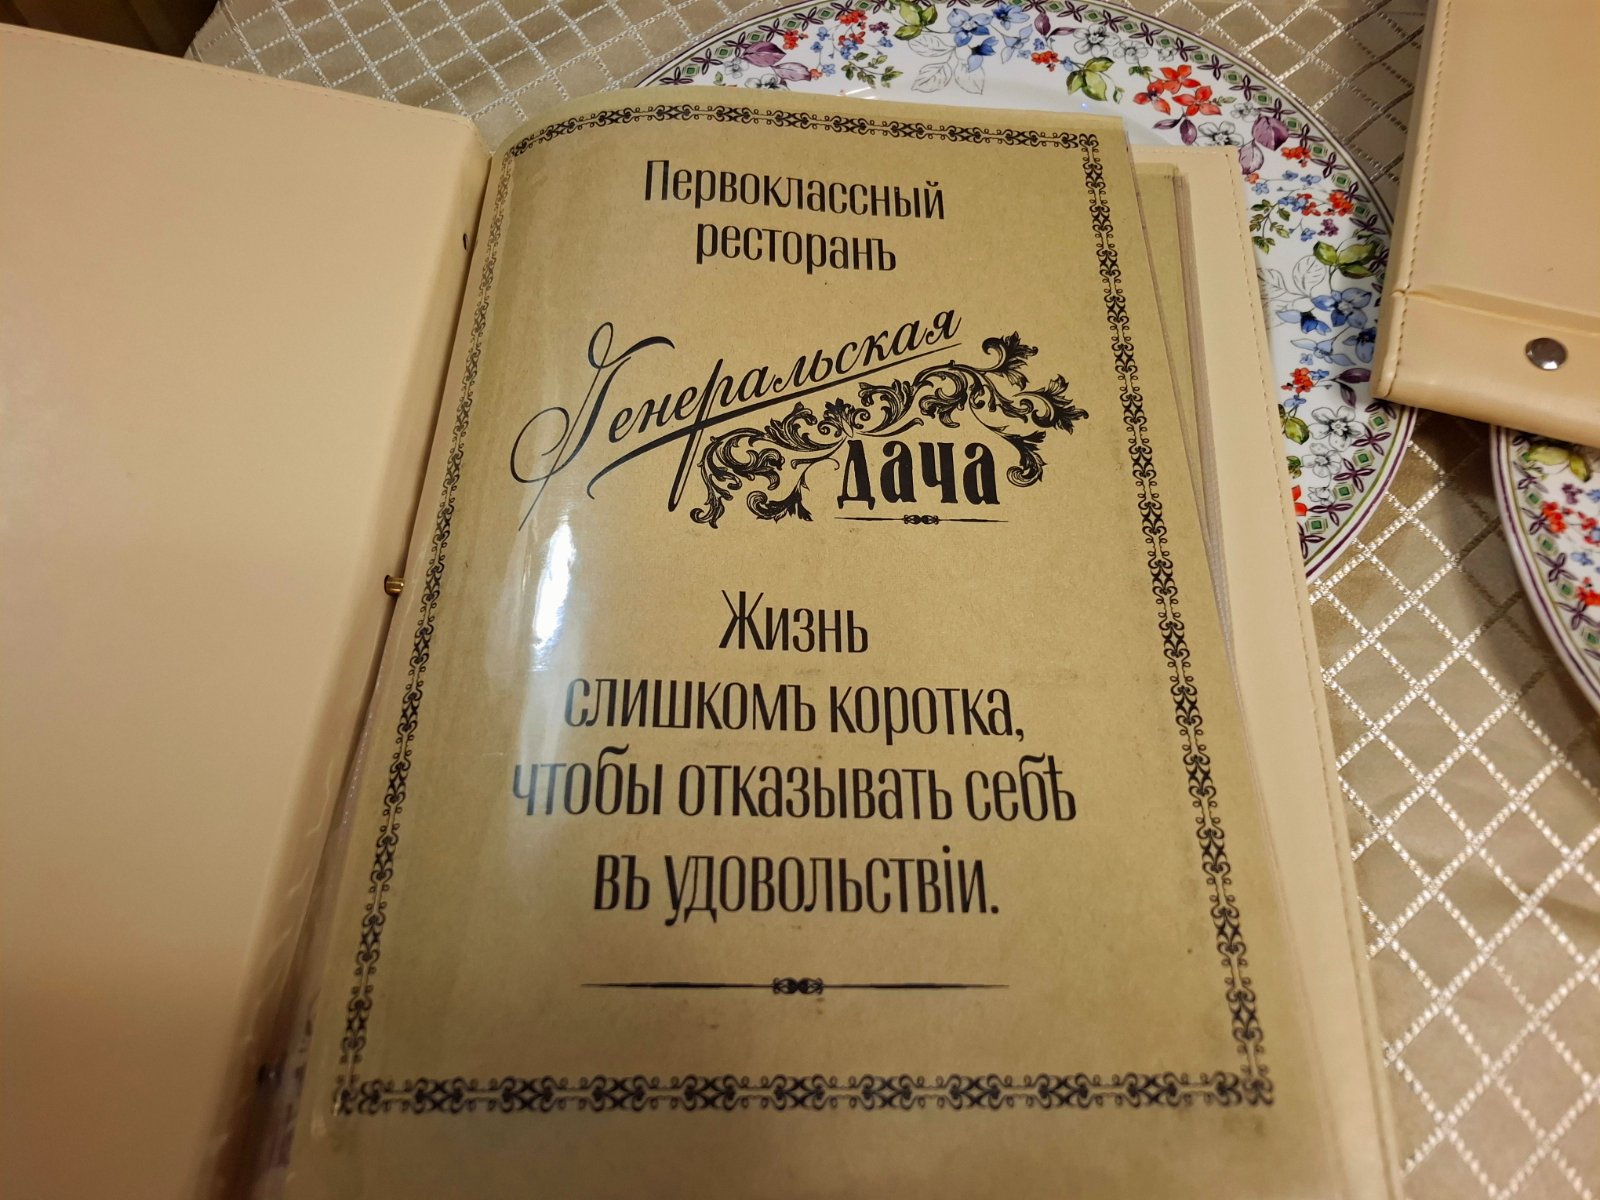 Первоклассный
ресторанъ
Генеральская
дача
Жизнь
слишкомъ коротка,
чтобы отказывать себѣ
въ удовольствіи.